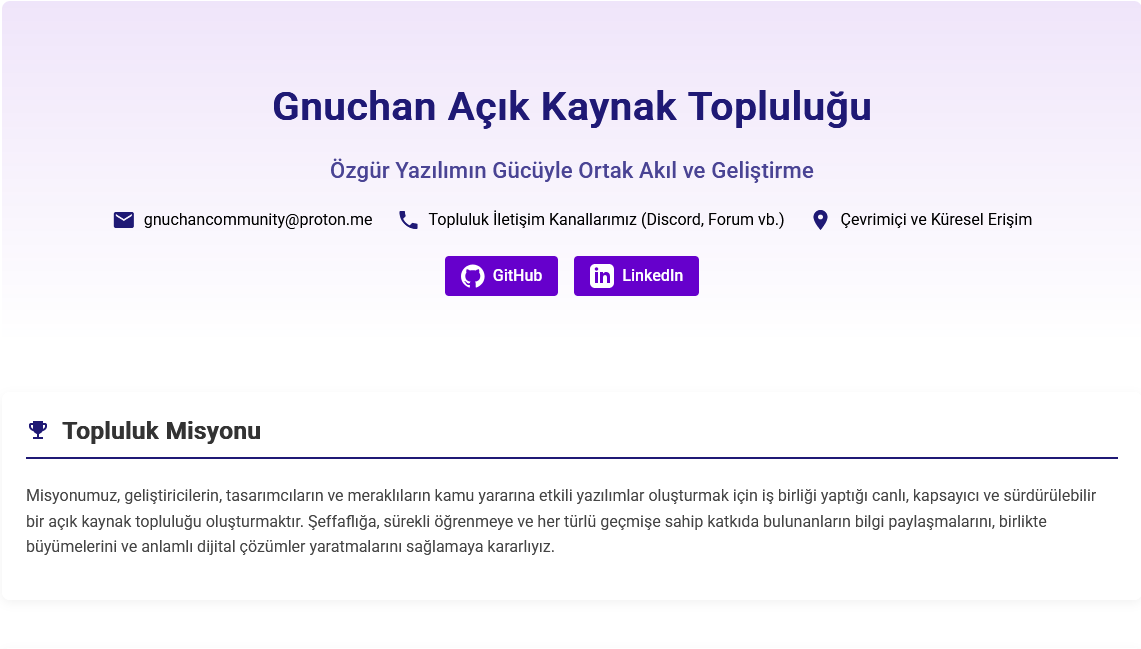 Gnuchan Açık Kaynak Topluluğu
Özgür Yazılımın Gücüyle Ortak Akıl ve Geliştirme
gnuchancommunity@proton.me Topluluk İletişim Kanallarımız (Discord, Forum vb.) Çevrimiçi ve Küresel Erişim
GitHub LinkedIn
Topluluk Misyonu
Misyonumuz, geliştiricilerin, tasarımcıların ve meraklıların kamu yararına etkili yazılımlar oluşturmak için iş birliği yaptığı canlı, kapsayıcı ve sürdürülebilir
bir açık kaynak topluluğu oluşturmaktır. Şeffaflığa, sürekli öğrenmeye ve her türlü geçmişe sahip katkıda bulunanların bilgi paylaşmalarını, birlikte
büyümelerini ve anlamlı dijital çözümler yaratmalarını sağlamaya kararlıyız.